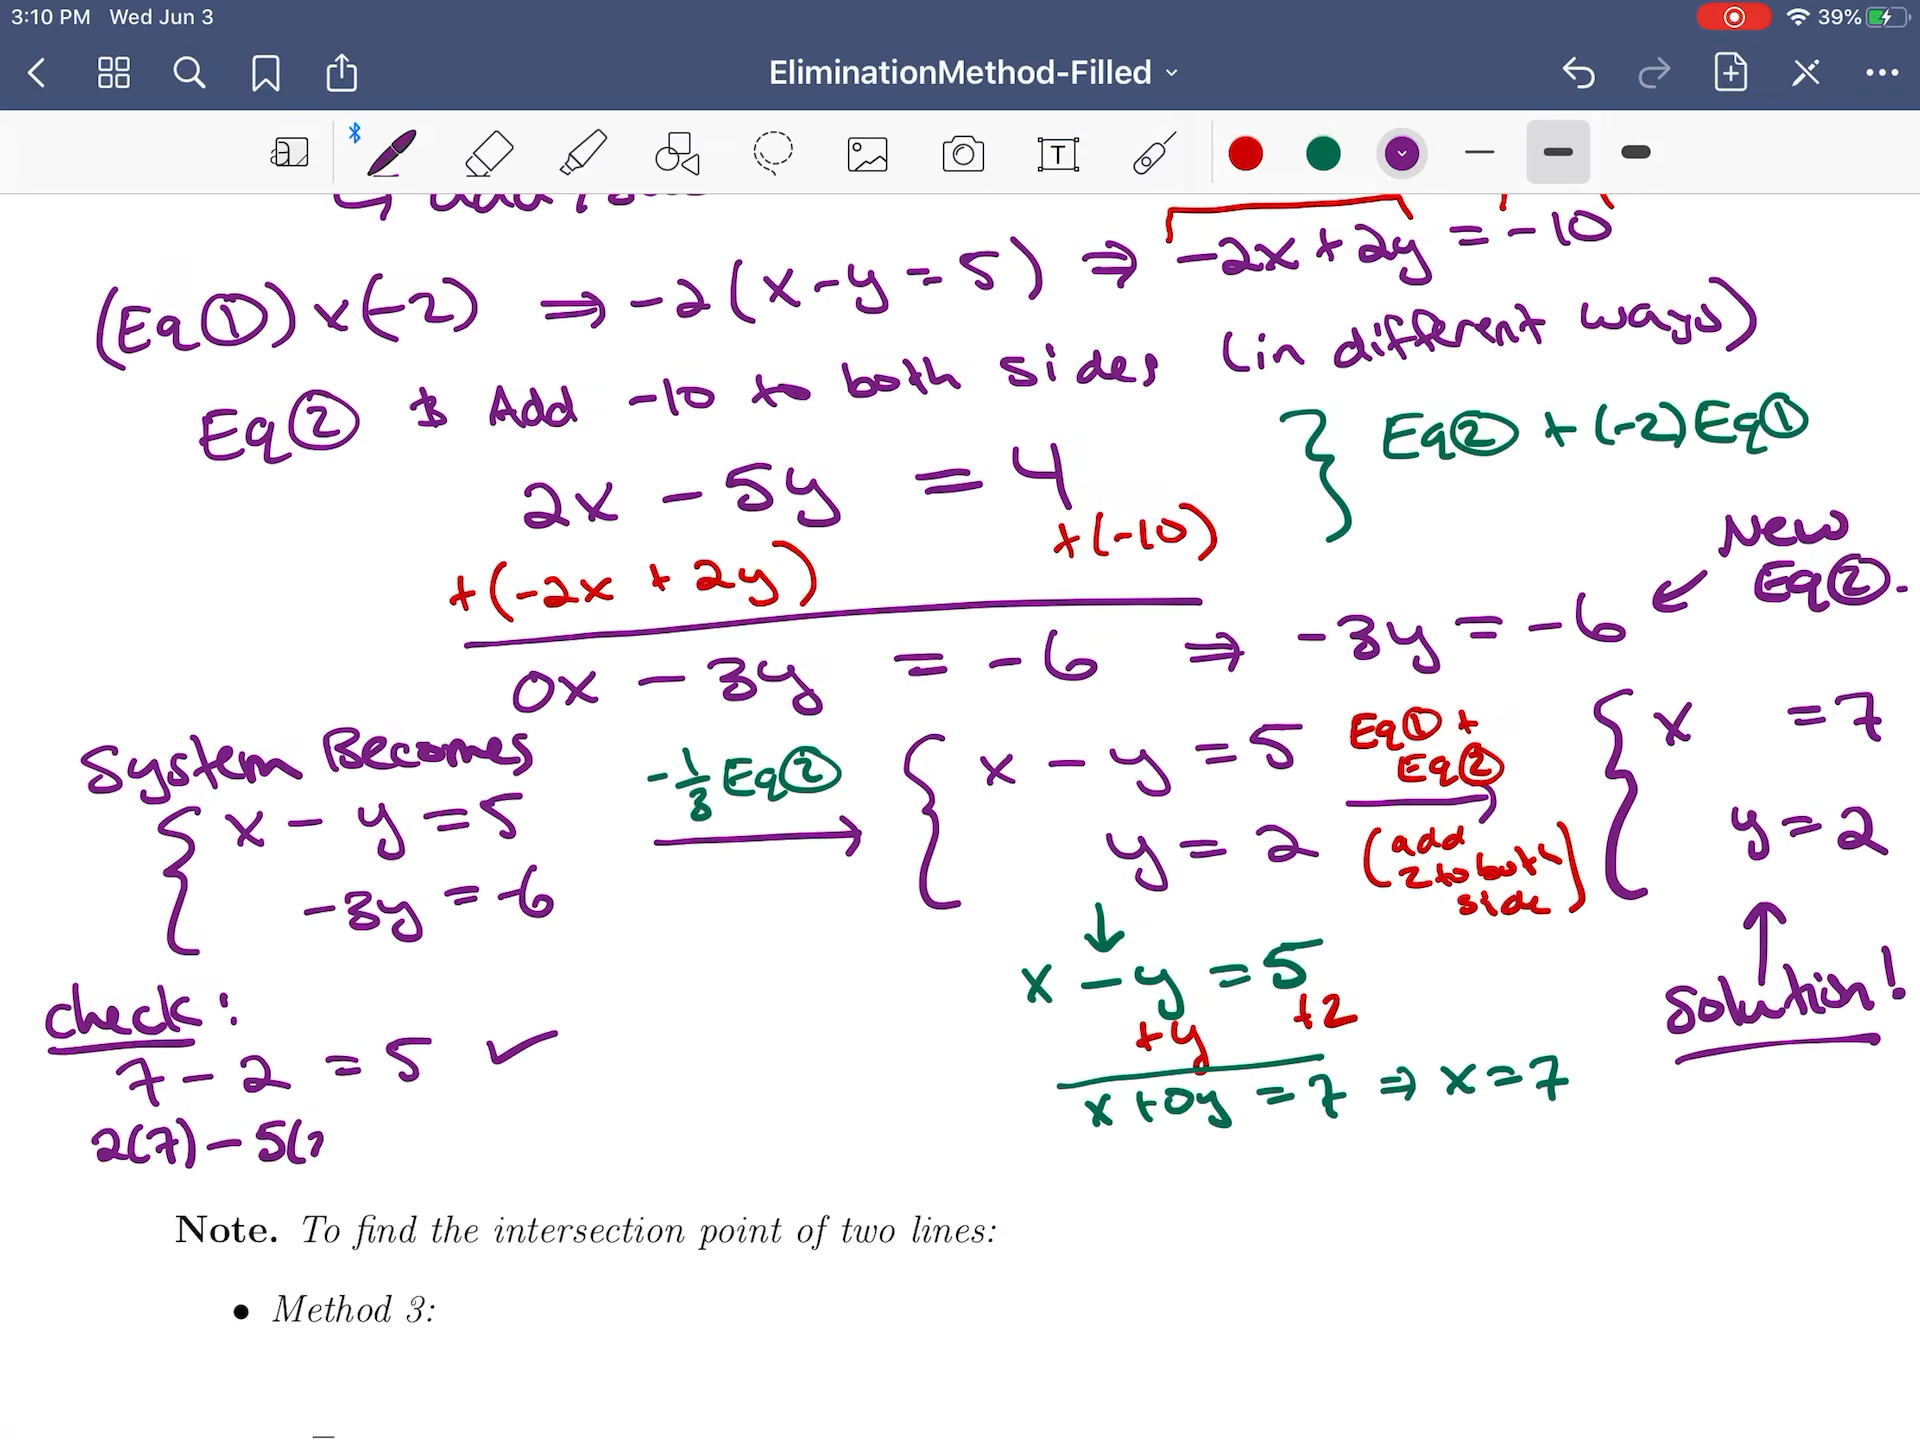 3:10 PM Wed Jun 3
39%
EliminationMethod-Filled
-2x + 2y = -10
(Eq①) x(-2) ⇒ -2(x - y = 5) ⇒
Eq② & Add -10 to both sides (in different ways)
2x - 5y = 4 } Eq② + (-2)Eq①
+(-2x + 2y) +(-10)
0x - 3y = -6 ⇒ -3y = -6 ← New Eq②.
System Becomes
{ x - y = 5
-3y = -6
-1/3 Eq②
→
{ x - y = 5
y = 2
Eq① + Eq②
→
(add 2 to both side)
{ x = 7
y = 2
↑
Solution!
↓
x - y = 5
+y +2
x + 0y = 7 ⇒ x = 7
Check:
7 - 2 = 5 ✓
2(7) - 5(
Note. To find the intersection point of two lines:
• Method 3: